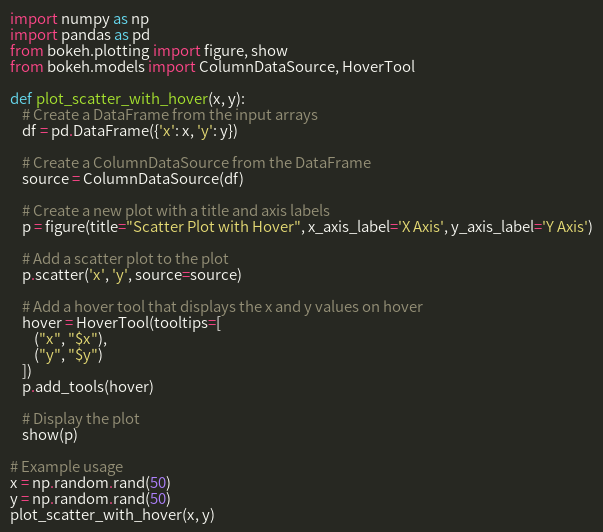 import numpy as np
import pandas as pd
from bokeh.plotting import figure, show
from bokeh.models import ColumnDataSource, HoverTool

def plot_scatter_with_hover(x, y):
    # Create a DataFrame from the input arrays
    df = pd.DataFrame({'x': x, 'y': y})

    # Create a ColumnDataSource from the DataFrame
    source = ColumnDataSource(df)

    # Create a new plot with a title and axis labels
    p = figure(title="Scatter Plot with Hover", x_axis_label='X Axis', y_axis_label='Y Axis')

    # Add a scatter plot to the plot
    p.scatter('x', 'y', source=source)

    # Add a hover tool that displays the x and y values on hover
    hover = HoverTool(tooltips=[
        ("x", "$x"),
        ("y", "$y")
    ])
    p.add_tools(hover)

    # Display the plot
    show(p)

# Example usage
x = np.random.rand(50)
y = np.random.rand(50)
plot_scatter_with_hover(x, y)